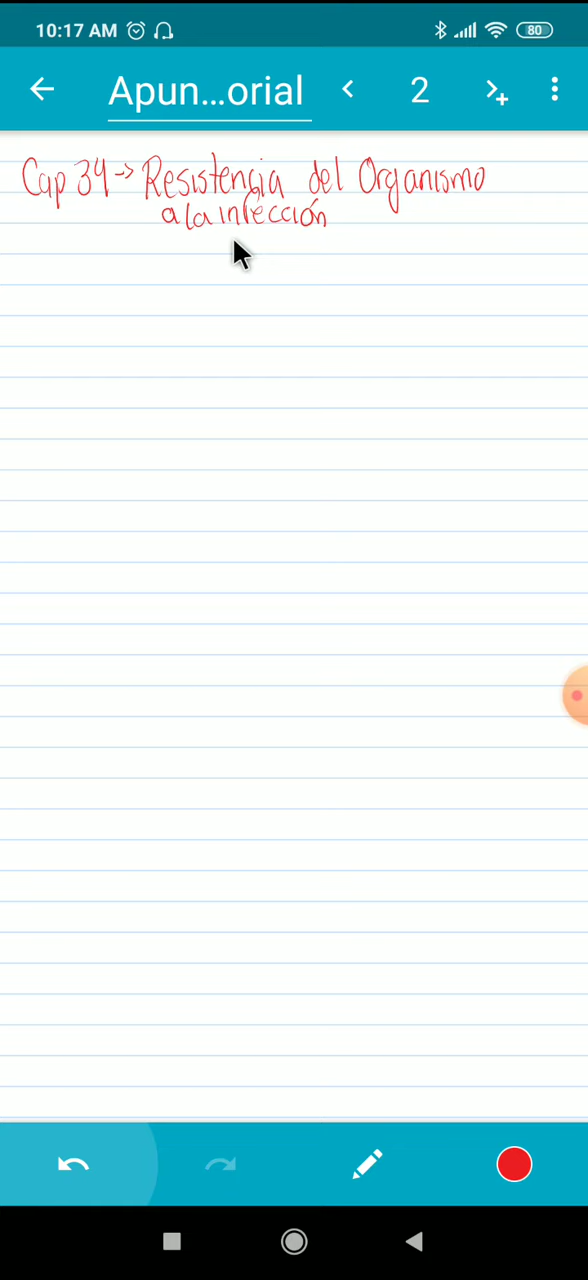 10:17 AM 80
Apun...orial 2
Cap 34 → Resistencia del Organismo
a la infección